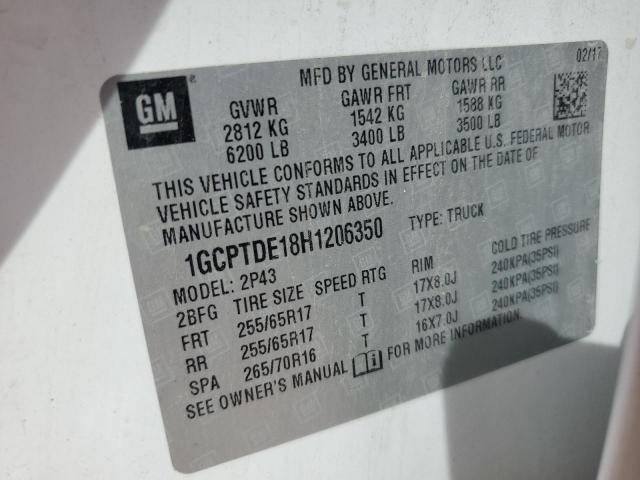 GM
MFD BY GENERAL MOTORS LLC 02/17
GVWR GAWR FRT GAWR RR
2812 KG 1542 KG 1588 KG
6200 LB 3400 LB 3500 LB
THIS VEHICLE CONFORMS TO ALL APPLICABLE U.S. FEDERAL MOTOR
VEHICLE SAFETY STANDARDS IN EFFECT ON THE DATE OF
MANUFACTURE SHOWN ABOVE.
1GCPTDE18H1206350 TYPE: TRUCK
MODEL: 2P43
2BFG TIRE SIZE SPEED RTG RIM COLD TIRE PRESSURE
FRT 255/65R17 T 17X8.0J 240KPA(35PSI)
RR 255/65R17 T 17X8.0J 240KPA(35PSI)
SPA 265/70R16 T 16X7.0J 240KPA(35PSI)
SEE OWNER'S MANUAL FOR MORE INFORMATION.